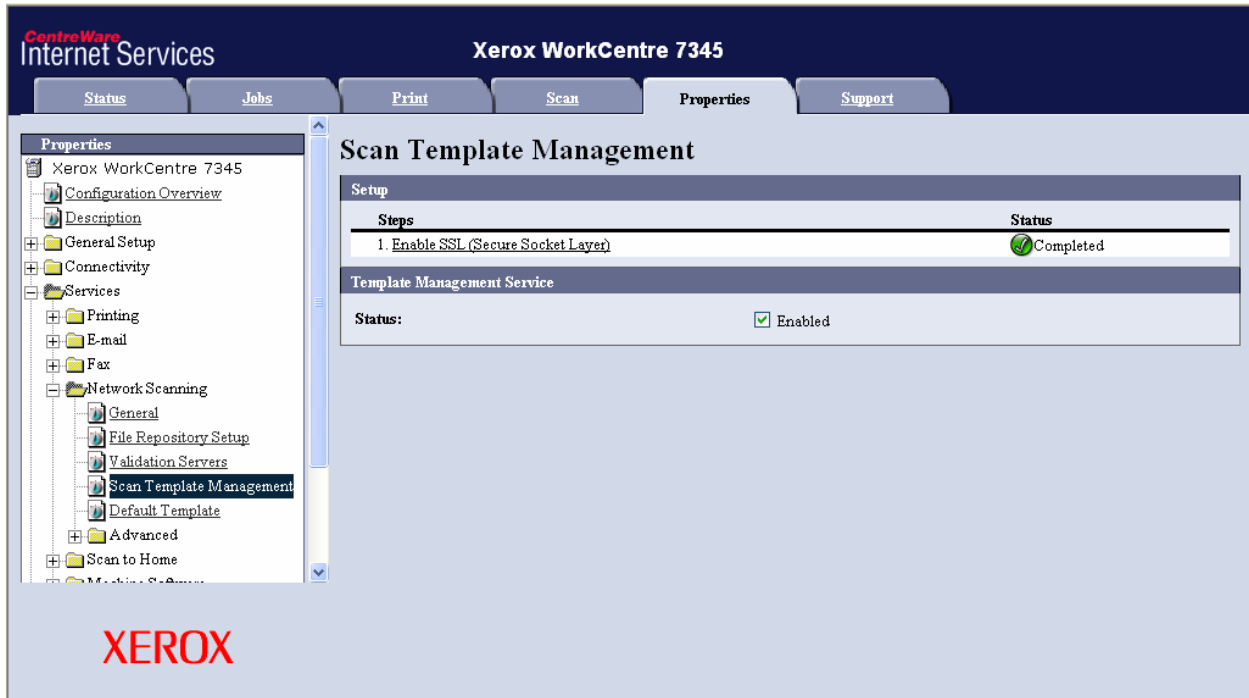 CentreWare
Internet Services
Xerox WorkCentre 7345
Status
Jobs
Print
Scan
Properties
Support
Properties
Xerox WorkCentre 7345
Configuration Overview
Description
General Setup
Connectivity
Services
Printing
E-mail
Fax
Network Scanning
General
File Repository Setup
Validation Servers
Scan Template Management
Default Template
Advanced
Scan to Home
Machine Software
Scan Template Management
Setup
Steps Status
1. Enable SSL (Secure Socket Layer) Completed
Template Management Service
Status: Enabled
XEROX